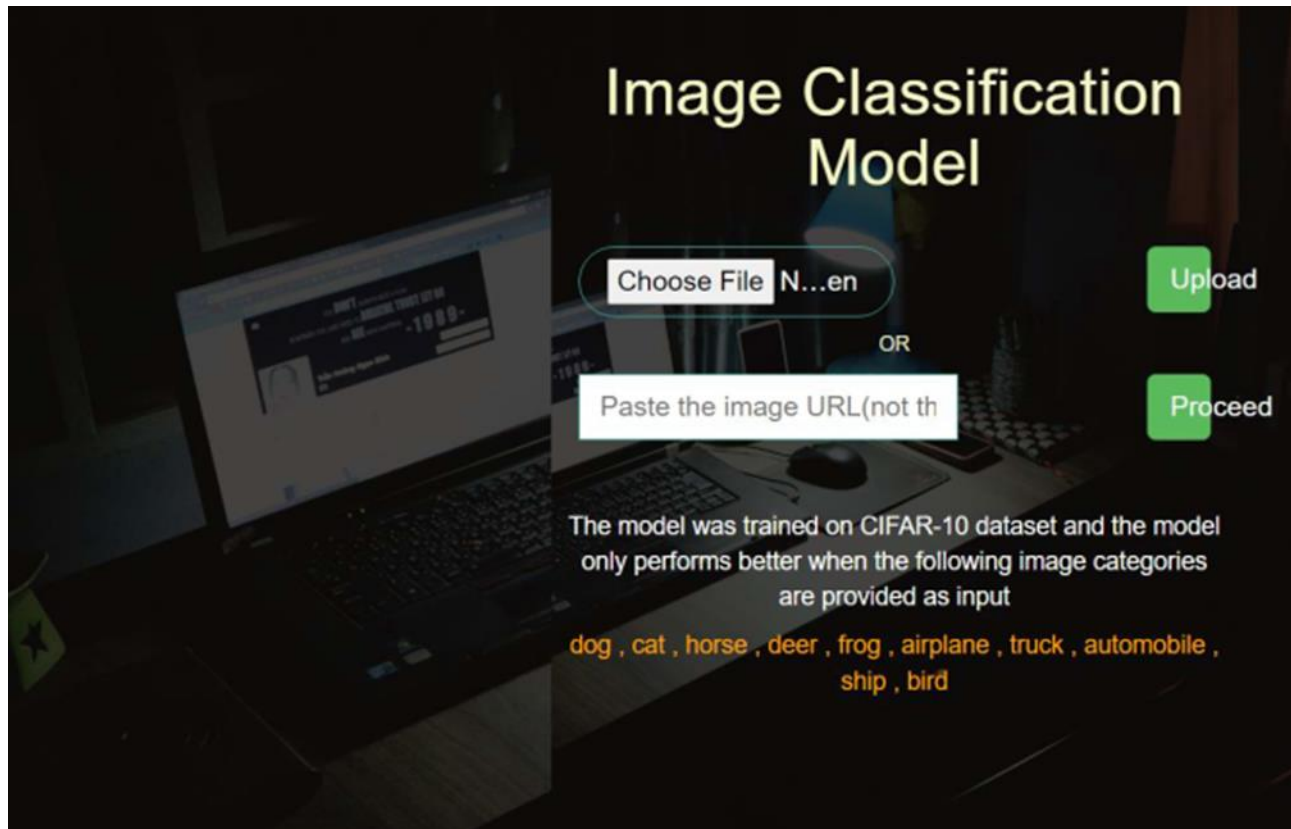 Image Classification
Model
Choose File N...en
Upload
OR
Paste the image URL(not th
Proceed
The model was trained on CIFAR-10 dataset and the model
only performs better when the following image categories
are provided as input
dog , cat , horse , deer , frog , airplane , truck , automobile ,
ship , bird
DON'T
-1989-